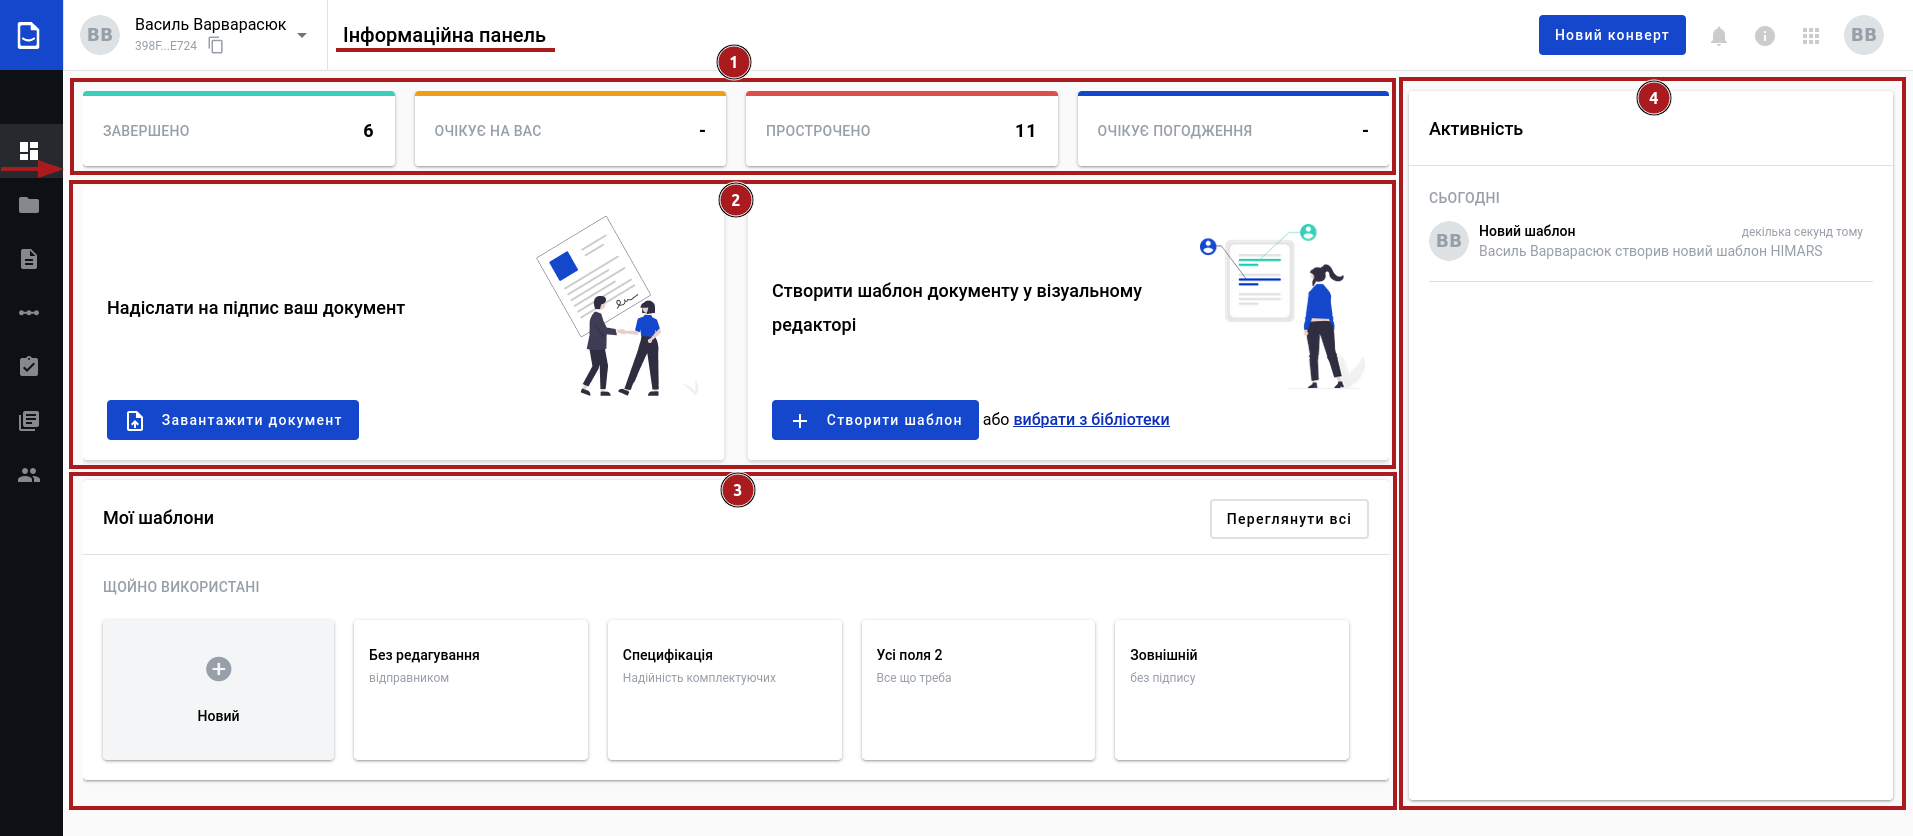 ВВ
Василь Варварасюк
398F...E724
Інформаційна панель
Новий конверт
ВВ
1
ЗАВЕРШЕНО 6
ОЧІКУЄ НА ВАС -
ПРОСТРОЧЕНО 11
ОЧІКУЄ ПОГОДЖЕННЯ -
2
Надіслати на підпис ваш документ
Завантажити документ
Створити шаблон документу у візуальному
редакторі
Створити шаблон або вибрати з бібліотеки
3
Мої шаблони
Переглянути всі
ЩОЙНО ВИКОРИСТАНІ
Новий
Без редагування
відправником
Специфікація
Надійність комплектуючих
Усі поля 2
Все що треба
Зовнішній
без підпису
4
Активність
СЬОГОДНІ
ВВ
Новий шаблон
декілька секунд тому
Василь Варварасюк створив новий шаблон HIMARS